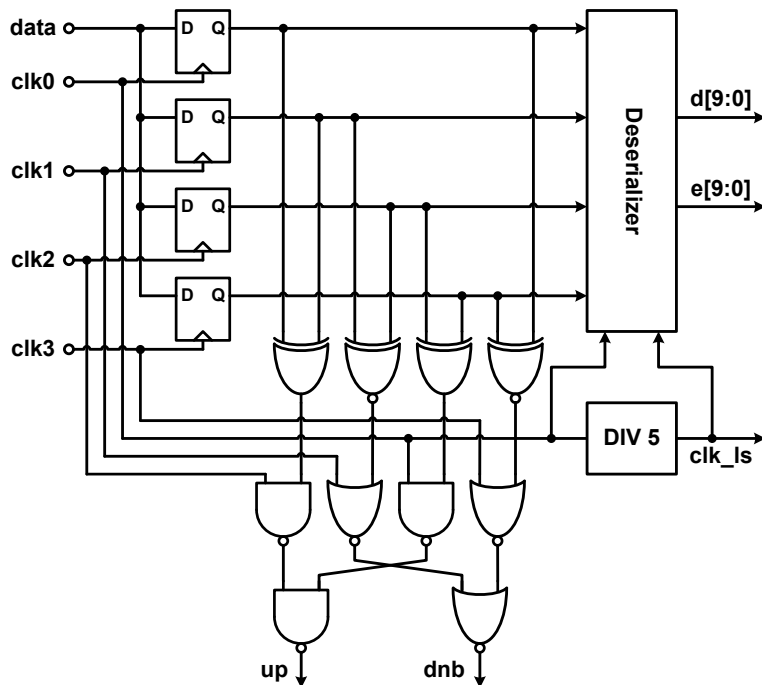 data
D Q
clk0
D Q
d[9:0]
clk1
Deserializer
D Q
e[9:0]
clk2
D Q
clk3
DIV 5
clk_ls
up
dnb